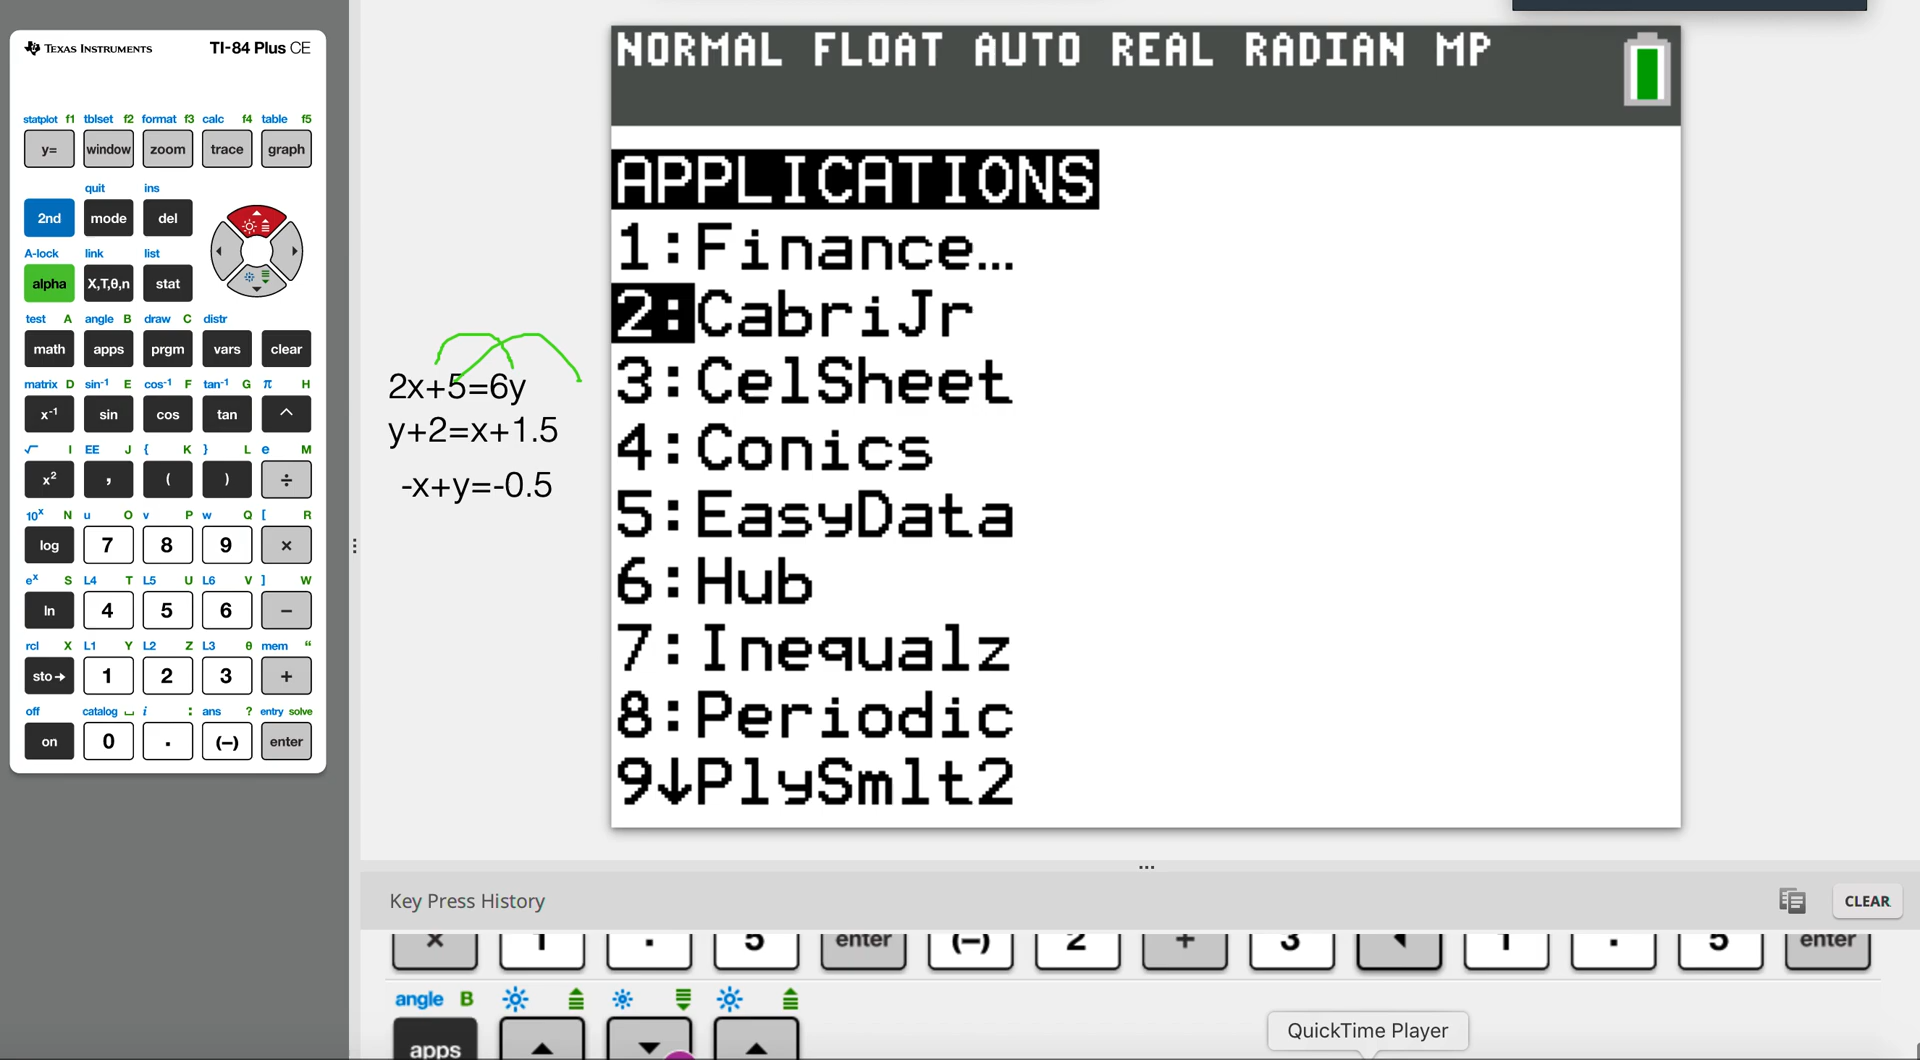 TEXAS INSTRUMENTS TI-84 Plus CE
statplot f1 tblset f2 format f3 calc f4 table f5
y= window zoom trace graph
quit ins
2nd mode del
A-lock link list
alpha X,T,θ,n stat
test A angle B draw C distr
math apps prgm vars clear
matrix D sin-1 E cos-1 F tan-1 G π H
x-1 sin cos tan ^
√ I EE J { K } L e M
x2 , ( ) ÷
10x N u O v P w Q [ R
log 7 8 9 ×
ex S L4 T L5 U L6 V ] W
ln 4 5 6 −
rcl X L1 Y L2 Z L3 θ mem “
sto→ 1 2 3 +
off catalog ⎵ i : ans ? entry solve
on 0 . (−) enter
2x+5=6y
y+2=x+1.5
-x+y=-0.5
NORMAL FLOAT AUTO REAL RADIAN MP
APPLICATIONS
1:Finance…
2:CabriJr
3:CelSheet
4:Conics
5:EasyData
6:Hub
7:Inequalz
8:Periodic
9↓PlySmlt2
Key Press History
CLEAR
× 1 . 5 enter (−) 2 + 3 1 . 5 enter
angle B
apps
QuickTime Player